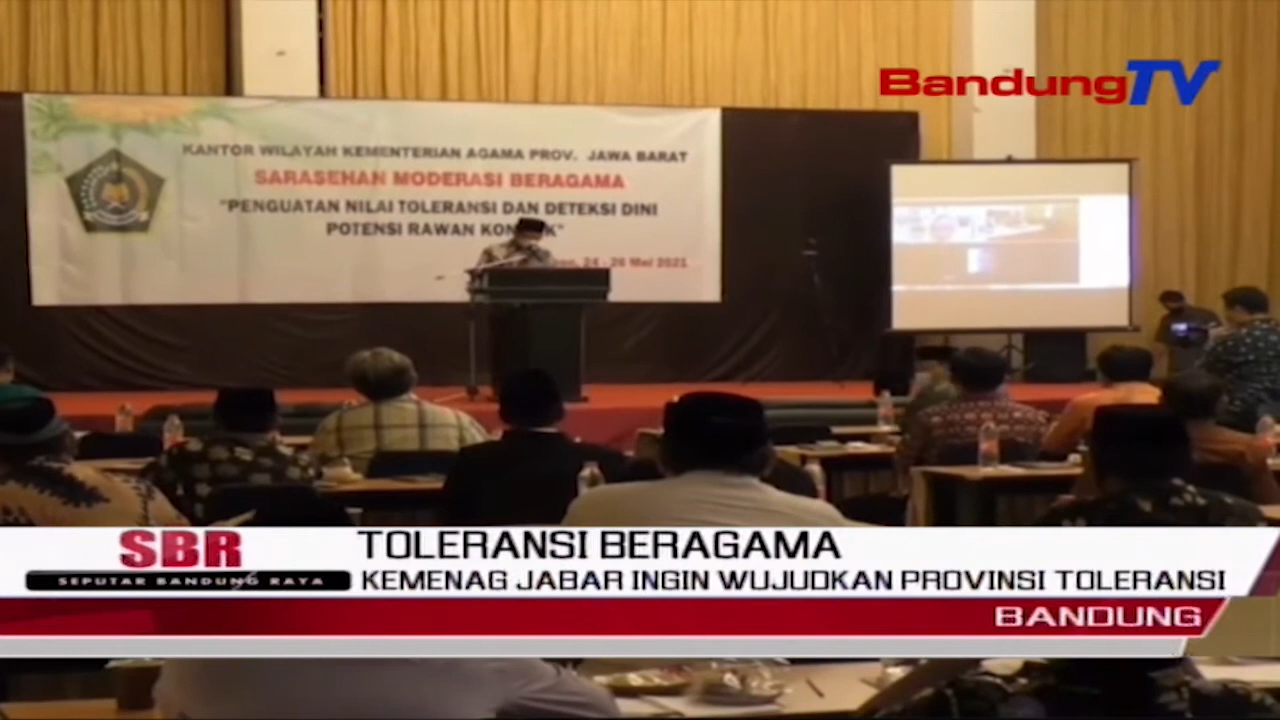 BandungTV
KANTOR WILAYAH KEMENTERIAN AGAMA PROV. JAWA BARAT
SARASEHAN MODERASI BERAGAMA
"PENGUATAN NILAI TOLERANSI DAN DETEKSI DINI
POTENSI RAWAN
24 - 26 Mei 2021
SBR
SEPUTAR BANDUNG RAYA
TOLERANSI BERAGAMA
KEMENAG JABAR INGIN WUJUDKAN PROVINSI TOLERANSI
BANDUNG